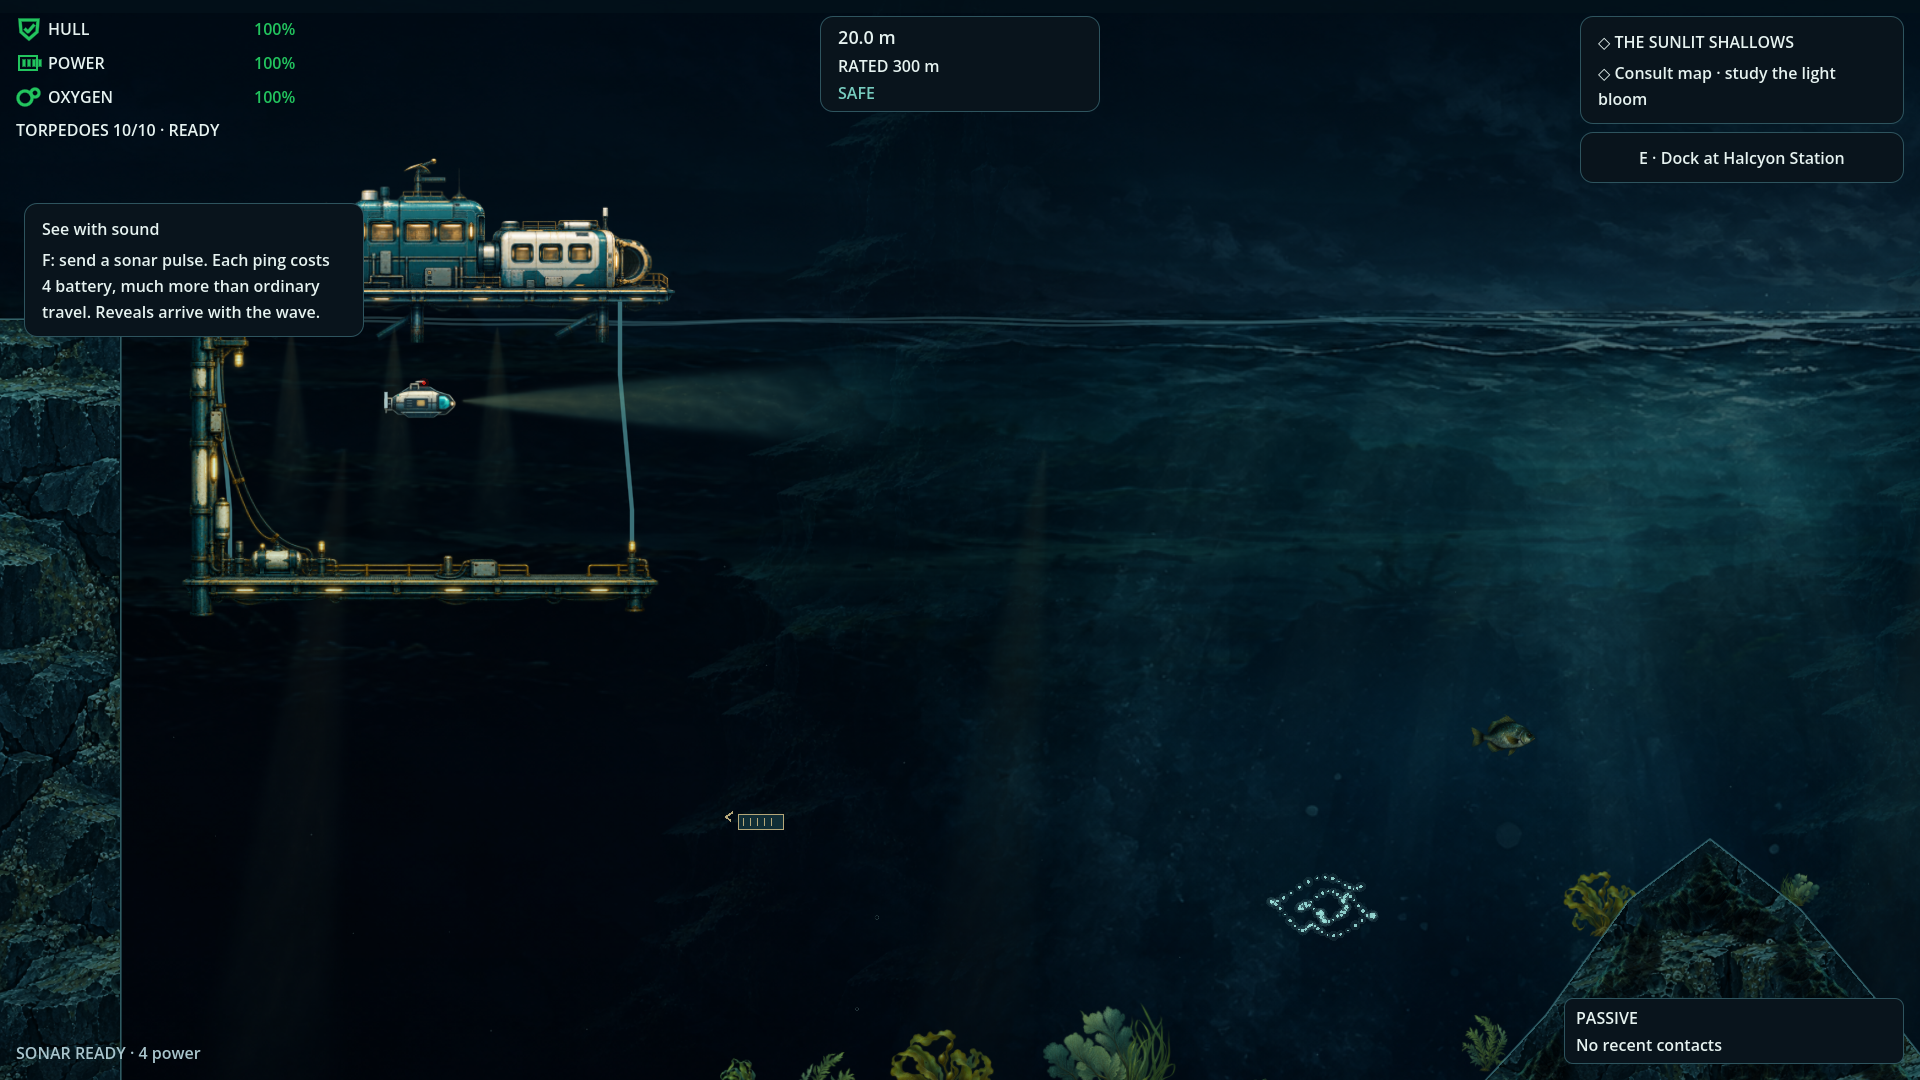 HULL 100%
POWER 100%
OXYGEN 100%
TORPEDOES 10/10 · READY
20.0 m
RATED 300 m
SAFE
◇ THE SUNLIT SHALLOWS
◇ Consult map · study the light
bloom
E · Dock at Halcyon Station
See with sound
F: send a sonar pulse. Each ping costs
4 battery, much more than ordinary
travel. Reveals arrive with the wave.
SONAR READY · 4 power
PASSIVE
No recent contacts